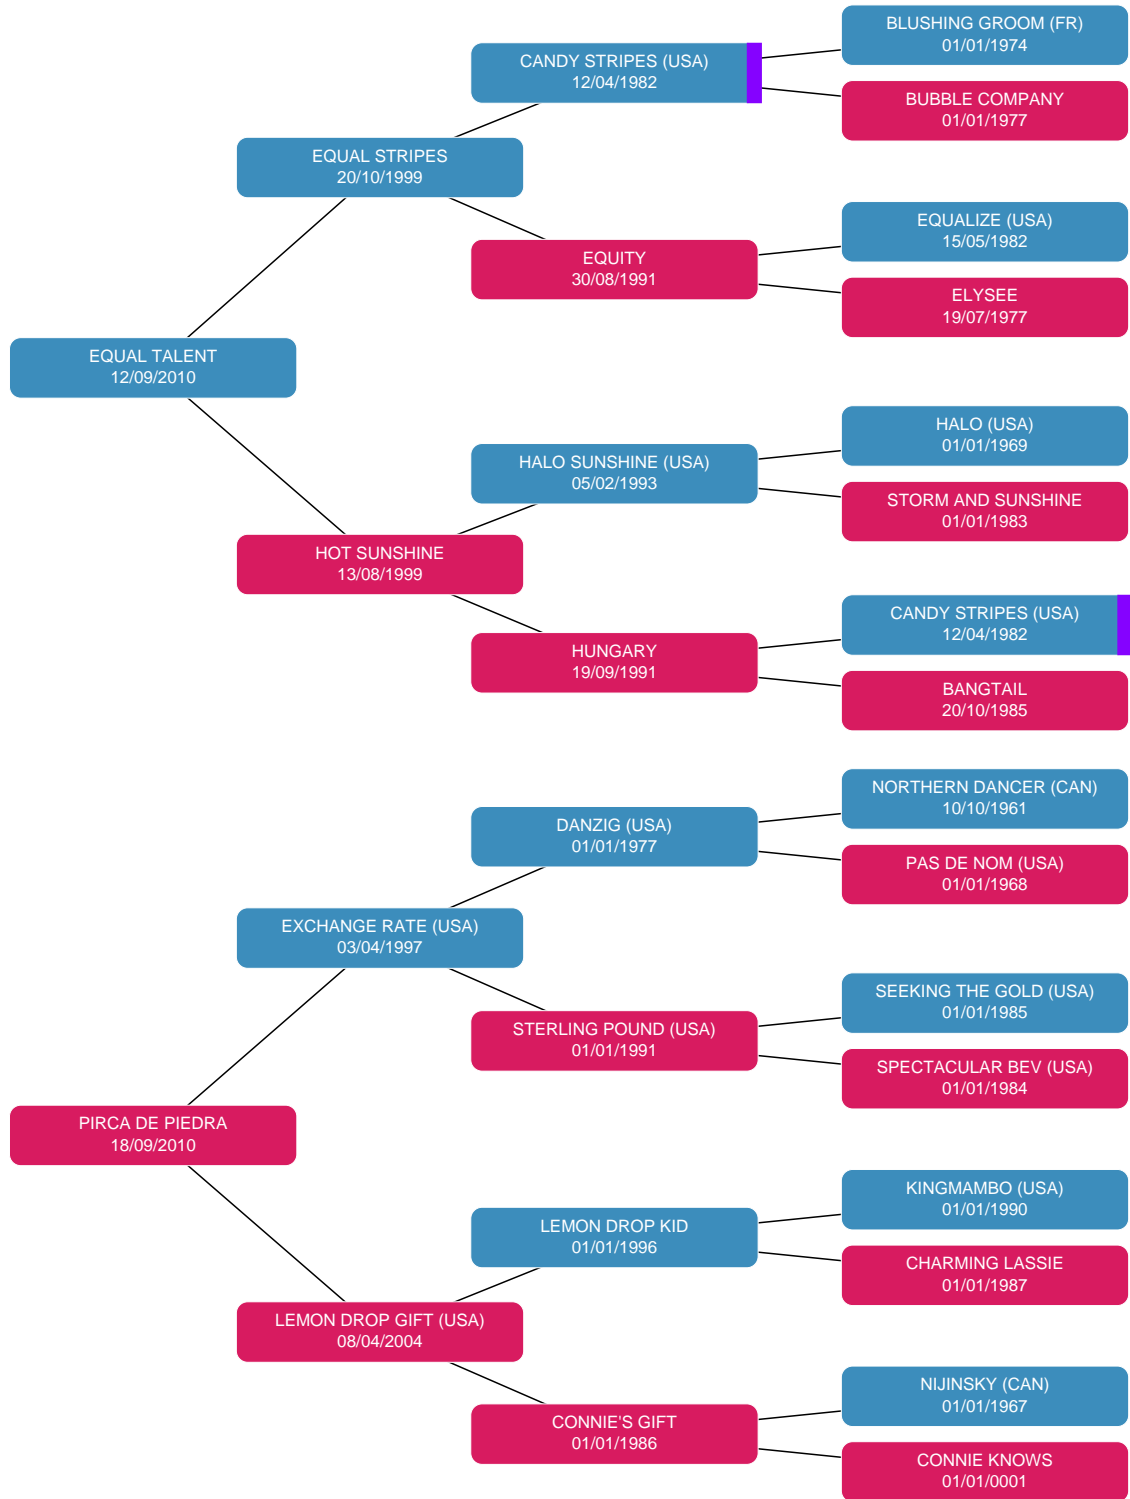 BLUSHING GROOM (FR)
01/01/1974
CANDY STRIPES (USA)
12/04/1982
BUBBLE COMPANY
01/01/1977
EQUAL STRIPES
20/10/1999
EQUALIZE (USA)
15/05/1982
EQUITY
30/08/1991
ELYSEE
19/07/1977
EQUAL TALENT
12/09/2010
HALO (USA)
01/01/1969
HALO SUNSHINE (USA)
05/02/1993
STORM AND SUNSHINE
01/01/1983
HOT SUNSHINE
13/08/1999
CANDY STRIPES (USA)
12/04/1982
HUNGARY
19/09/1991
BANGTAIL
20/10/1985
NORTHERN DANCER (CAN)
10/10/1961
DANZIG (USA)
01/01/1977
PAS DE NOM (USA)
01/01/1968
EXCHANGE RATE (USA)
03/04/1997
SEEKING THE GOLD (USA)
01/01/1985
STERLING POUND (USA)
01/01/1991
SPECTACULAR BEV (USA)
01/01/1984
PIRCA DE PIEDRA
18/09/2010
KINGMAMBO (USA)
01/01/1990
LEMON DROP KID
01/01/1996
CHARMING LASSIE
01/01/1987
LEMON DROP GIFT (USA)
08/04/2004
NIJINSKY (CAN)
01/01/1967
CONNIE'S GIFT
01/01/1986
CONNIE KNOWS
01/01/0001